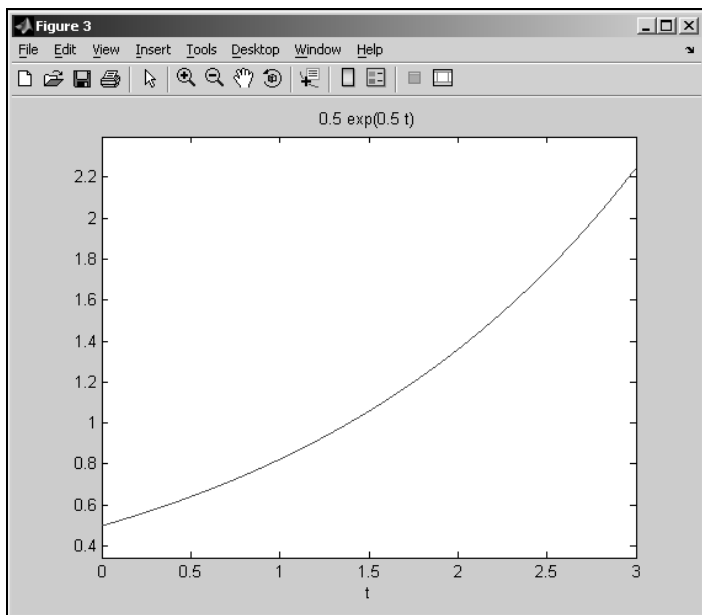 Figure 3
File Edit View Insert Tools Desktop Window Help
0.5 exp(0.5 t)
2.2
2
1.8
1.6
1.4
1.2
1
0.8
0.6
0.4
0 0.5 1 1.5 2 2.5 3
t